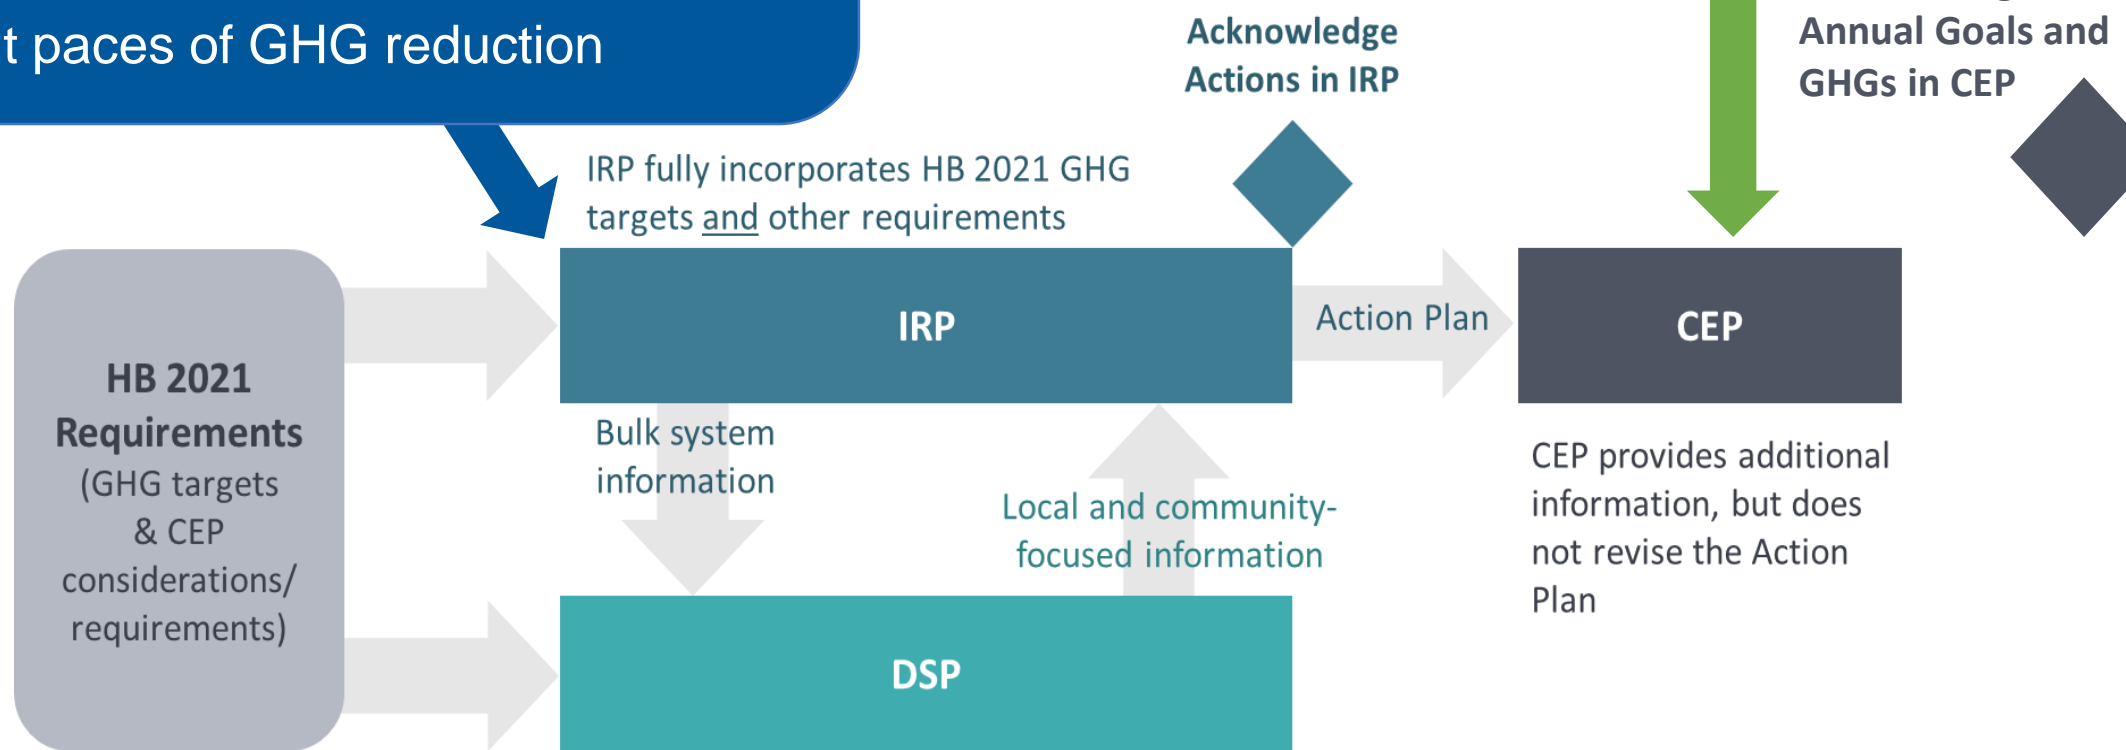 t paces of GHG reduction
Acknowledge
Actions in IRP
Annual Goals and
GHGs in CEP
IRP fully incorporates HB 2021 GHG
targets and other requirements
HB 2021
Requirements
(GHG targets
& CEP
considerations/
requirements)
IRP
Action Plan
CEP
Bulk system
information
Local and community-
focused information
CEP provides additional
information, but does
not revise the Action
Plan
DSP